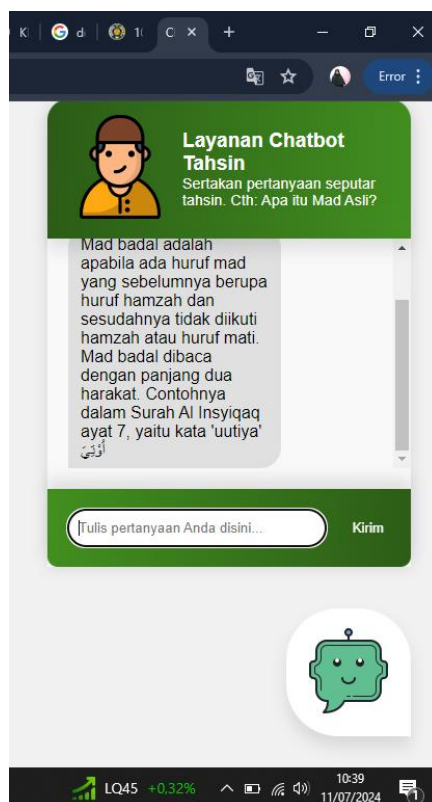 K
d
1(
C
Error
Layanan Chatbot
Tahsin
Sertakan pertanyaan seputar
tahsin. Cth: Apa itu Mad Asli?
Mad badal adalah
apabila ada huruf mad
yang sebelumnya berupa
huruf hamzah dan
sesudahnya tidak diikuti
hamzah atau huruf mati.
Mad badal dibaca
dengan panjang dua
harakat. Contohnya
dalam Surah Al Insyiqaq
ayat 7, yaitu kata 'uutiya'
أُوْتِيَ
Tulis pertanyaan Anda disini...
Kirim
LQ45 +0,32%
10:39
11/07/2024
1